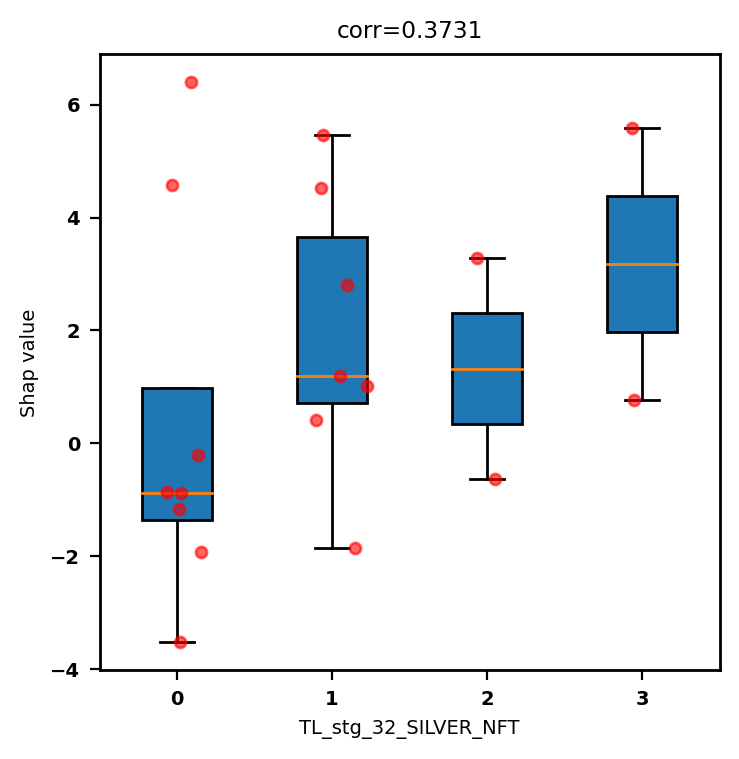 corr=0.3731
6
4
2
0
−2
−4
Shap value
0 1 2 3
TL_stg_32_SILVER_NFT